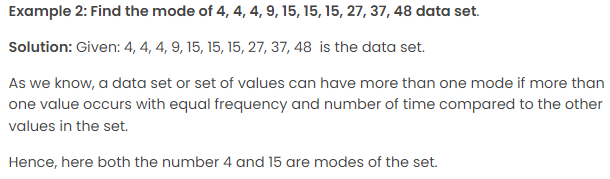 Example 2: Find the mode of 4, 4, 4, 9, 15, 15, 15, 27, 37, 48 data set.
Solution: Given: 4, 4, 4, 9, 15, 15, 15, 27, 37, 48 is the data set.
As we know, a data set or set of values can have more than one mode if more than
one value occurs with equal frequency and number of time compared to the other
values in the set.
Hence, here both the number 4 and 15 are modes of the set.